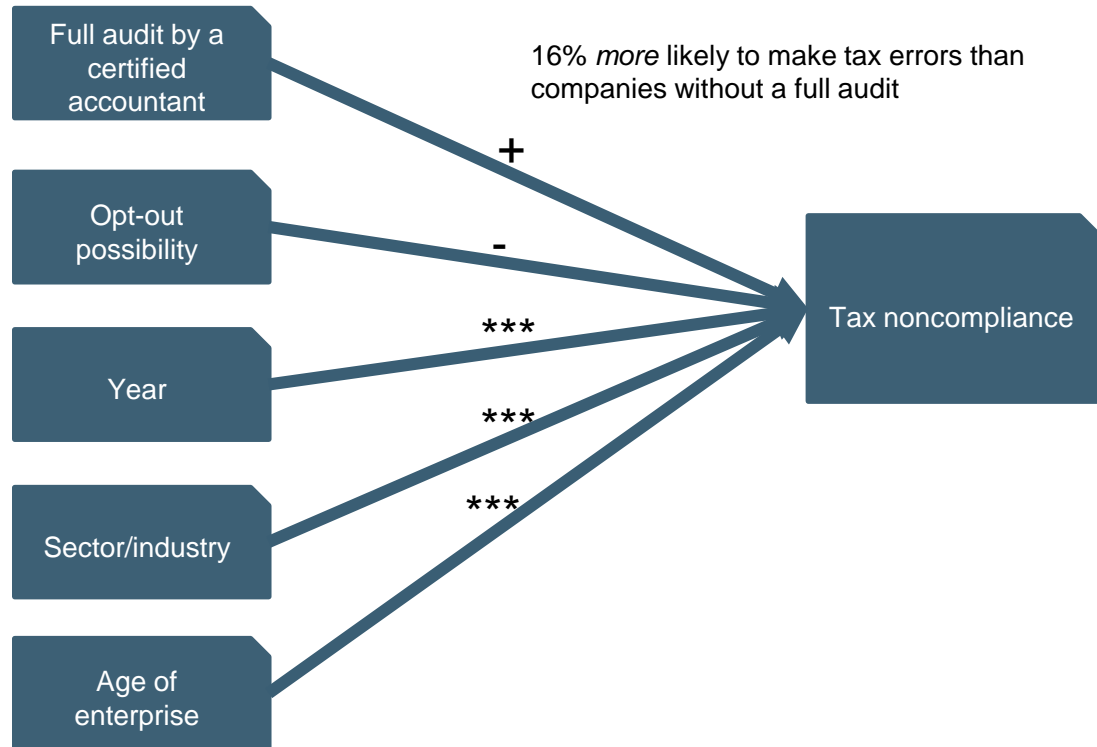 Full audit by a
certified
accountant
16% more likely to make tax errors than
companies without a full audit
+
Opt-out
possibility
-
Tax noncompliance
***
Year
***
Sector/industry
***
Age of
enterprise